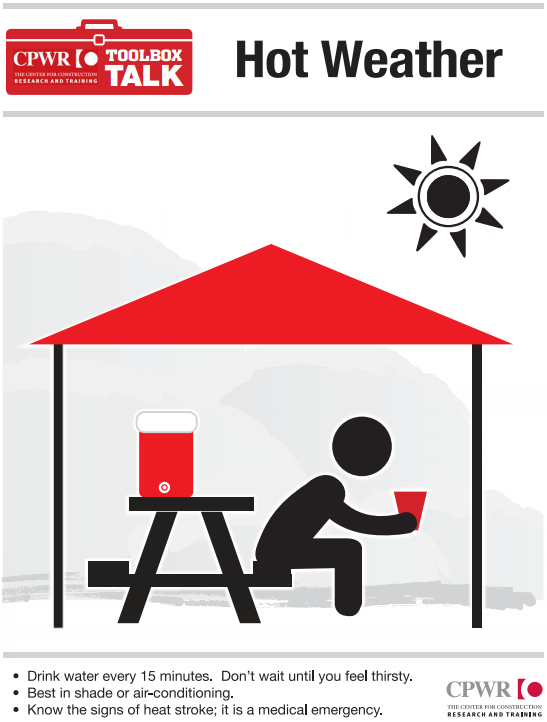 CPWR
THE CENTER FOR CONSTRUCTION
RESEARCH AND TRAINING
TOOLBOX
TALK
Hot Weather
• Drink water every 15 minutes. Don't wait until you feel thirsty.
• Best in shade or air-conditioning.
• Know the signs of heat stroke; it is a medical emergency.
CPWR
THE CENTER FOR CONSTRUCTION
RESEARCH AND TRAINING